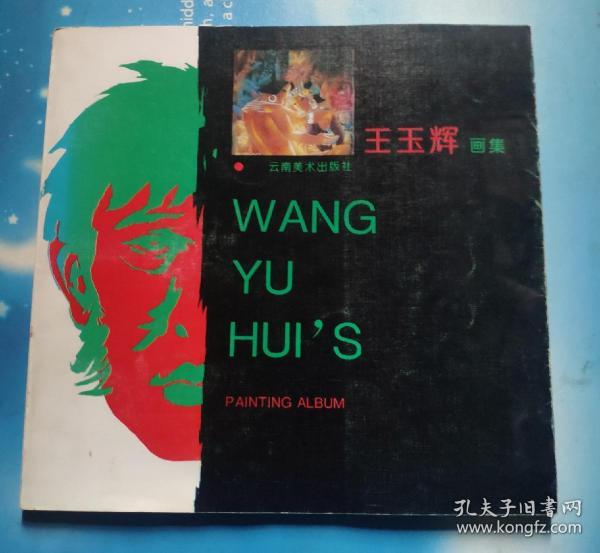 王玉辉 画集
云南美术出版社
WANG
YU
HUI'S
PAINTING ALBUM
孔夫子旧书网
www.kongfz.com